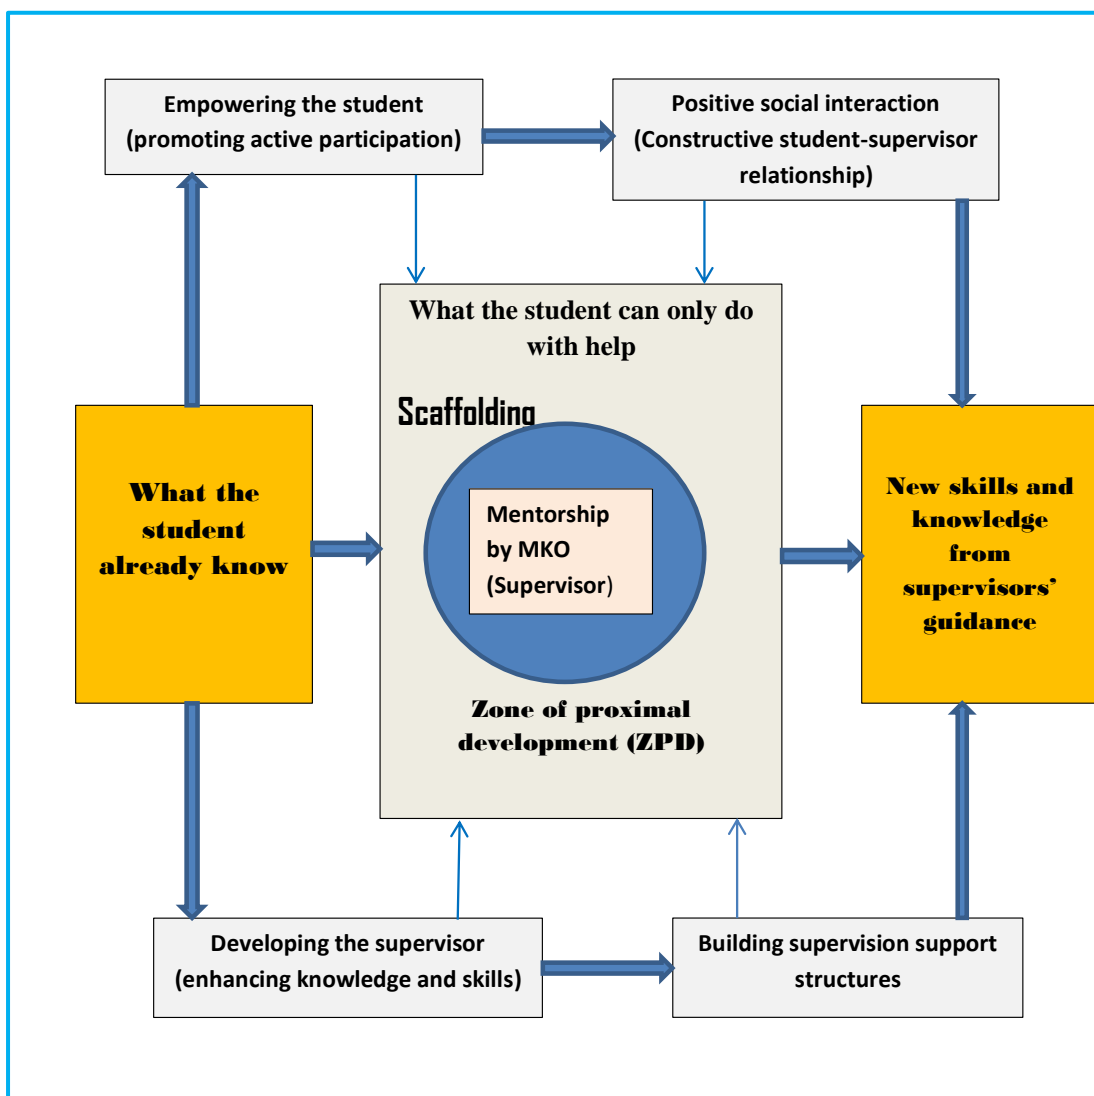 Empowering the student
(promoting active participation)
Positive social interaction
(Constructive student-supervisor
relationship)
What the student can only do
with help
Scaffolding
What the
student
already know
Mentorship
by MKO
(Supervisor)
New skills and
knowledge
from
supervisors’
guidance
Zone of proximal
development (ZPD)
Developing the supervisor
(enhancing knowledge and skills)
Building supervision support
structures